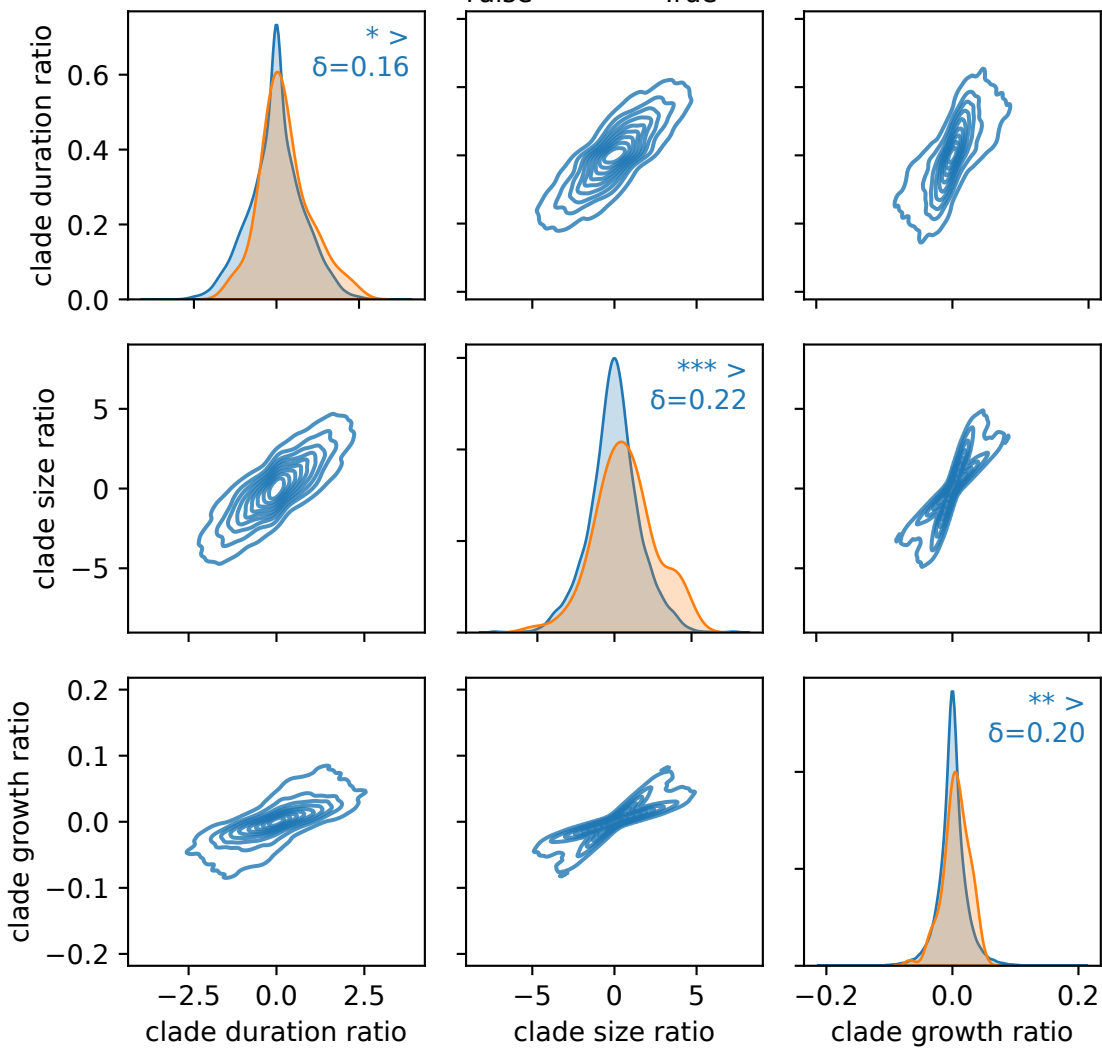 True
clade duration ratio
0.6
0.4
0.2
0.0
* >
δ=0.16
clade size ratio
5
0
−5
*** >
δ=0.22
clade growth ratio
0.2
0.1
0.0
−0.1
−0.2
** >
δ=0.20
−2.5 0.0 2.5
−5 0 5
−0.2 0.0 0.2
clade duration ratio
clade size ratio
clade growth ratio